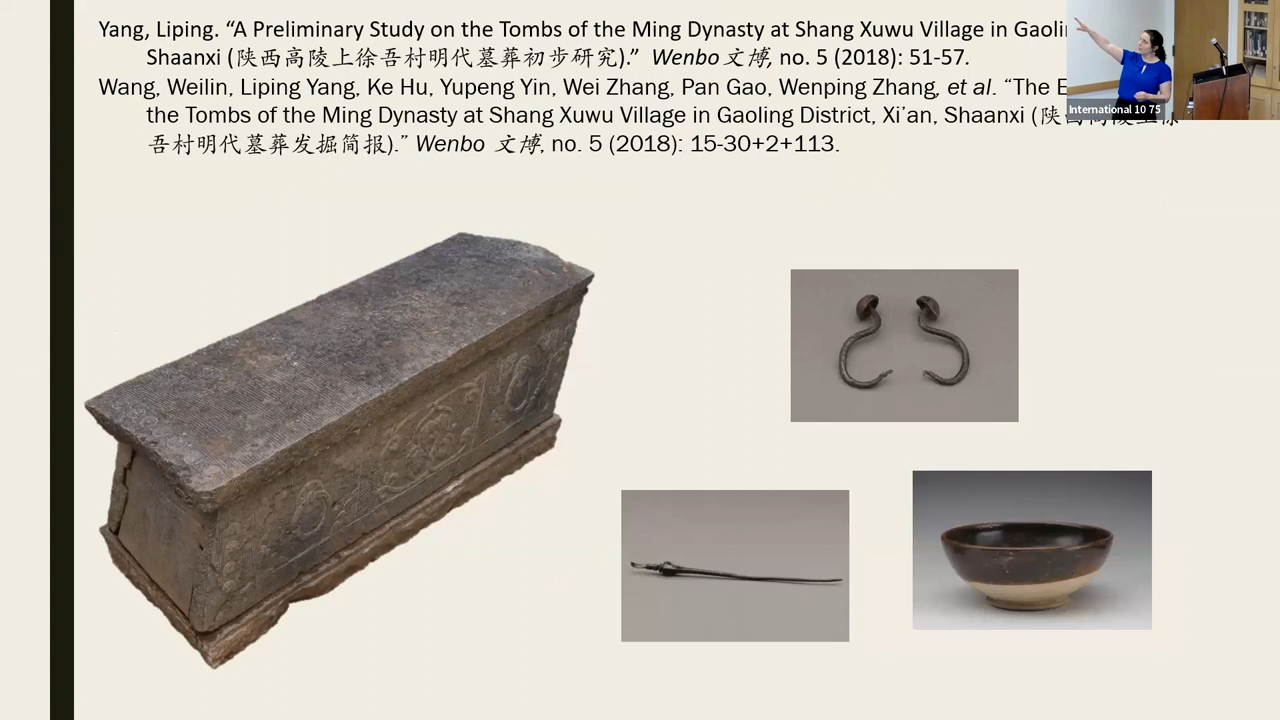 Yang, Liping. “A Preliminary Study on the Tombs of the Ming Dynasty at Shang Xuwu Village in
Shaanxi (陕西高陵上徐吾村明代墓葬初步研究).” Wenbo 文博, no. 5 (2018): 51-57.
Wang, Weilin, Liping Yang, Ke Hu, Yupeng Yin, Wei Zhang, Pan Gao, Wenping Zhang, et al. “The
the Tombs of the Ming Dynasty at Shang Xuwu Village in Gaoling District, Xi’an, Shaanxi (陕
吾村明代墓葬发掘简报).” Wenbo 文博, no. 5 (2018): 15-30+2+113.
International 10 75